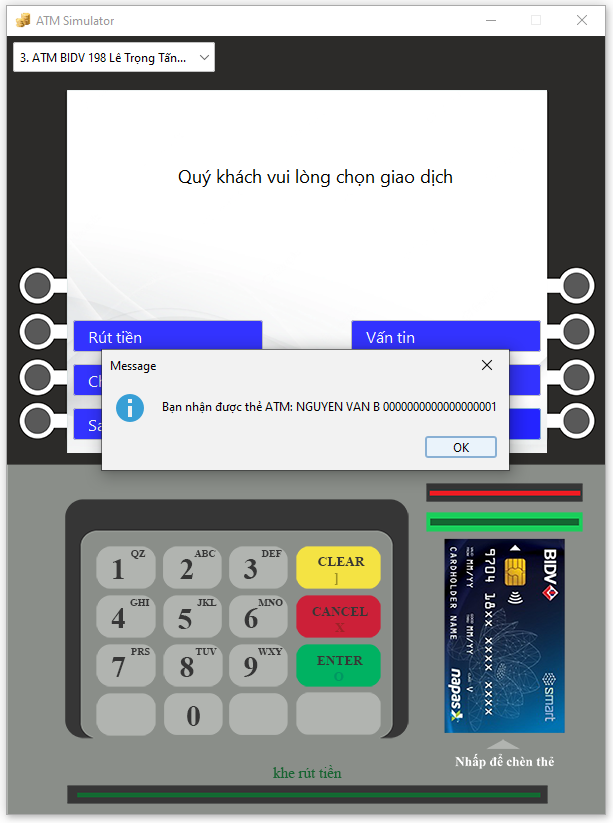 ATM Simulator
3. ATM BIDV 198 Lê Trọng Tấn...
Quý khách vui lòng chọn giao dịch
Rút tiền
Vấn tin
Ch
Sa
Message
Bạn nhận được thẻ ATM: NGUYEN VAN B 0000000000000000001
OK
1 QZ
2 ABC
3 DEF
CLEAR
]
4 GHI
5 JKL
6 MNO
CANCEL
X
7 PRS
8 TUV
9 WXY
ENTER
O
0
BIDV
9704 18xx xxxx xxxx
MM/YY
MM/YY
V
CARDHOLDER NAME
smart
napas
Nhấp để chèn thẻ
khe rút tiền